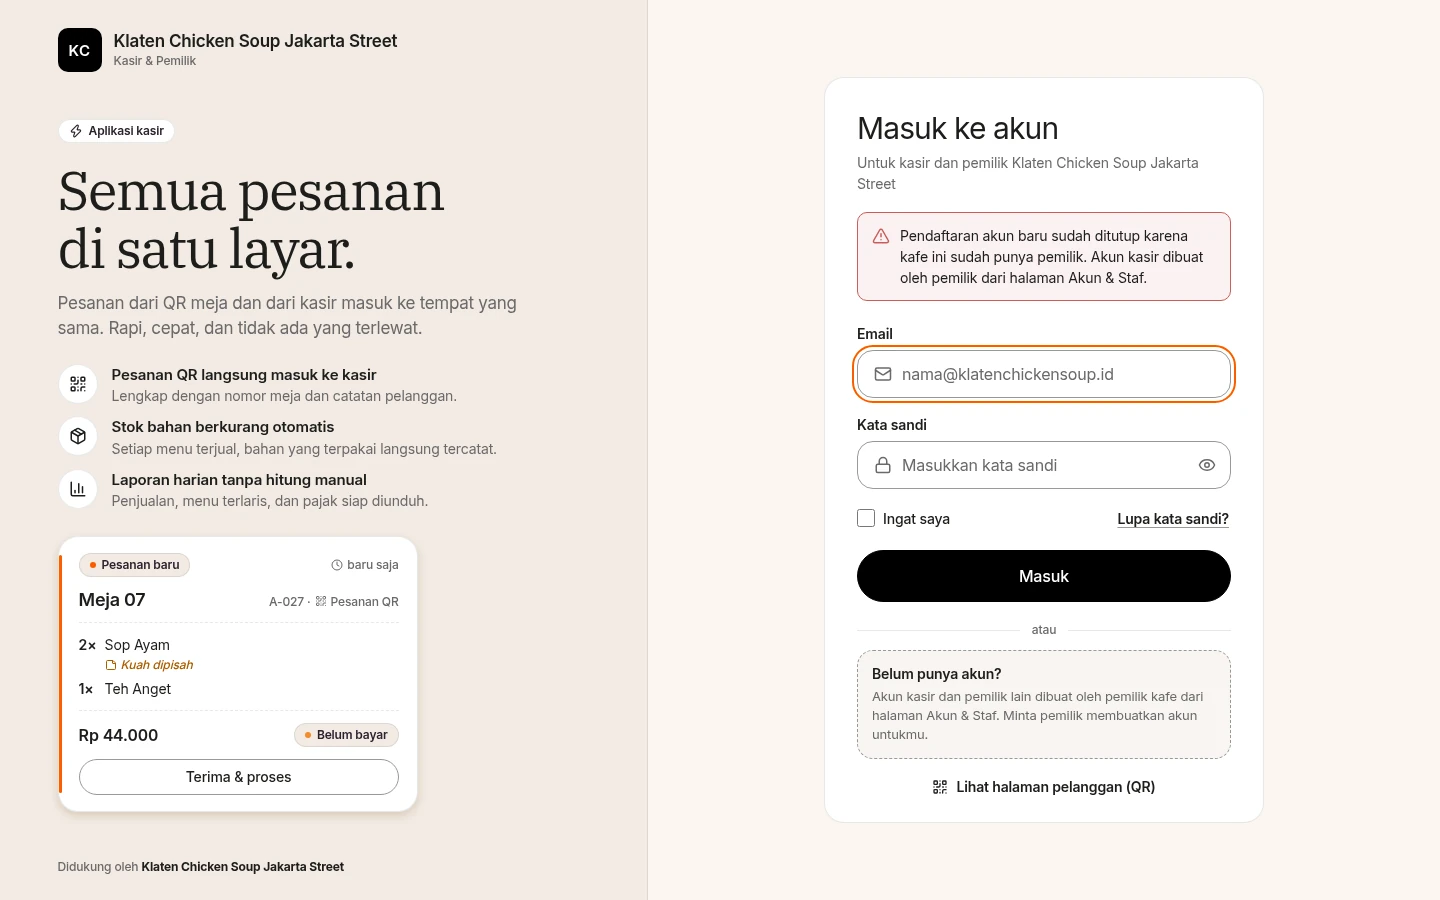 KC
Klaten Chicken Soup Jakarta Street
Kasir & Pemilik
Aplikasi kasir
Semua pesanan
di satu layar.
Pesanan dari QR meja dan dari kasir masuk ke tempat yang
sama. Rapi, cepat, dan tidak ada yang terlewat.
Pesanan QR langsung masuk ke kasir
Lengkap dengan nomor meja dan catatan pelanggan.
Stok bahan berkurang otomatis
Setiap menu terjual, bahan yang terpakai langsung tercatat.
Laporan harian tanpa hitung manual
Penjualan, menu terlaris, dan pajak siap diunduh.
Pesanan baru
baru saja
Meja 07
A-027 · Pesanan QR
2× Sop Ayam
Kuah dipisah
1× Teh Anget
Rp 44.000
Belum bayar
Terima & proses
Didukung oleh Klaten Chicken Soup Jakarta Street
Masuk ke akun
Untuk kasir dan pemilik Klaten Chicken Soup Jakarta
Street
Pendaftaran akun baru sudah ditutup karena
kafe ini sudah punya pemilik. Akun kasir dibuat
oleh pemilik dari halaman Akun & Staf.
Email
nama@klatenchickensoup.id
Kata sandi
Masukkan kata sandi
Ingat saya
Lupa kata sandi?
Masuk
atau
Belum punya akun?
Akun kasir dan pemilik lain dibuat oleh pemilik kafe dari
halaman Akun & Staf. Minta pemilik membuatkan akun
untukmu.
Lihat halaman pelanggan (QR)